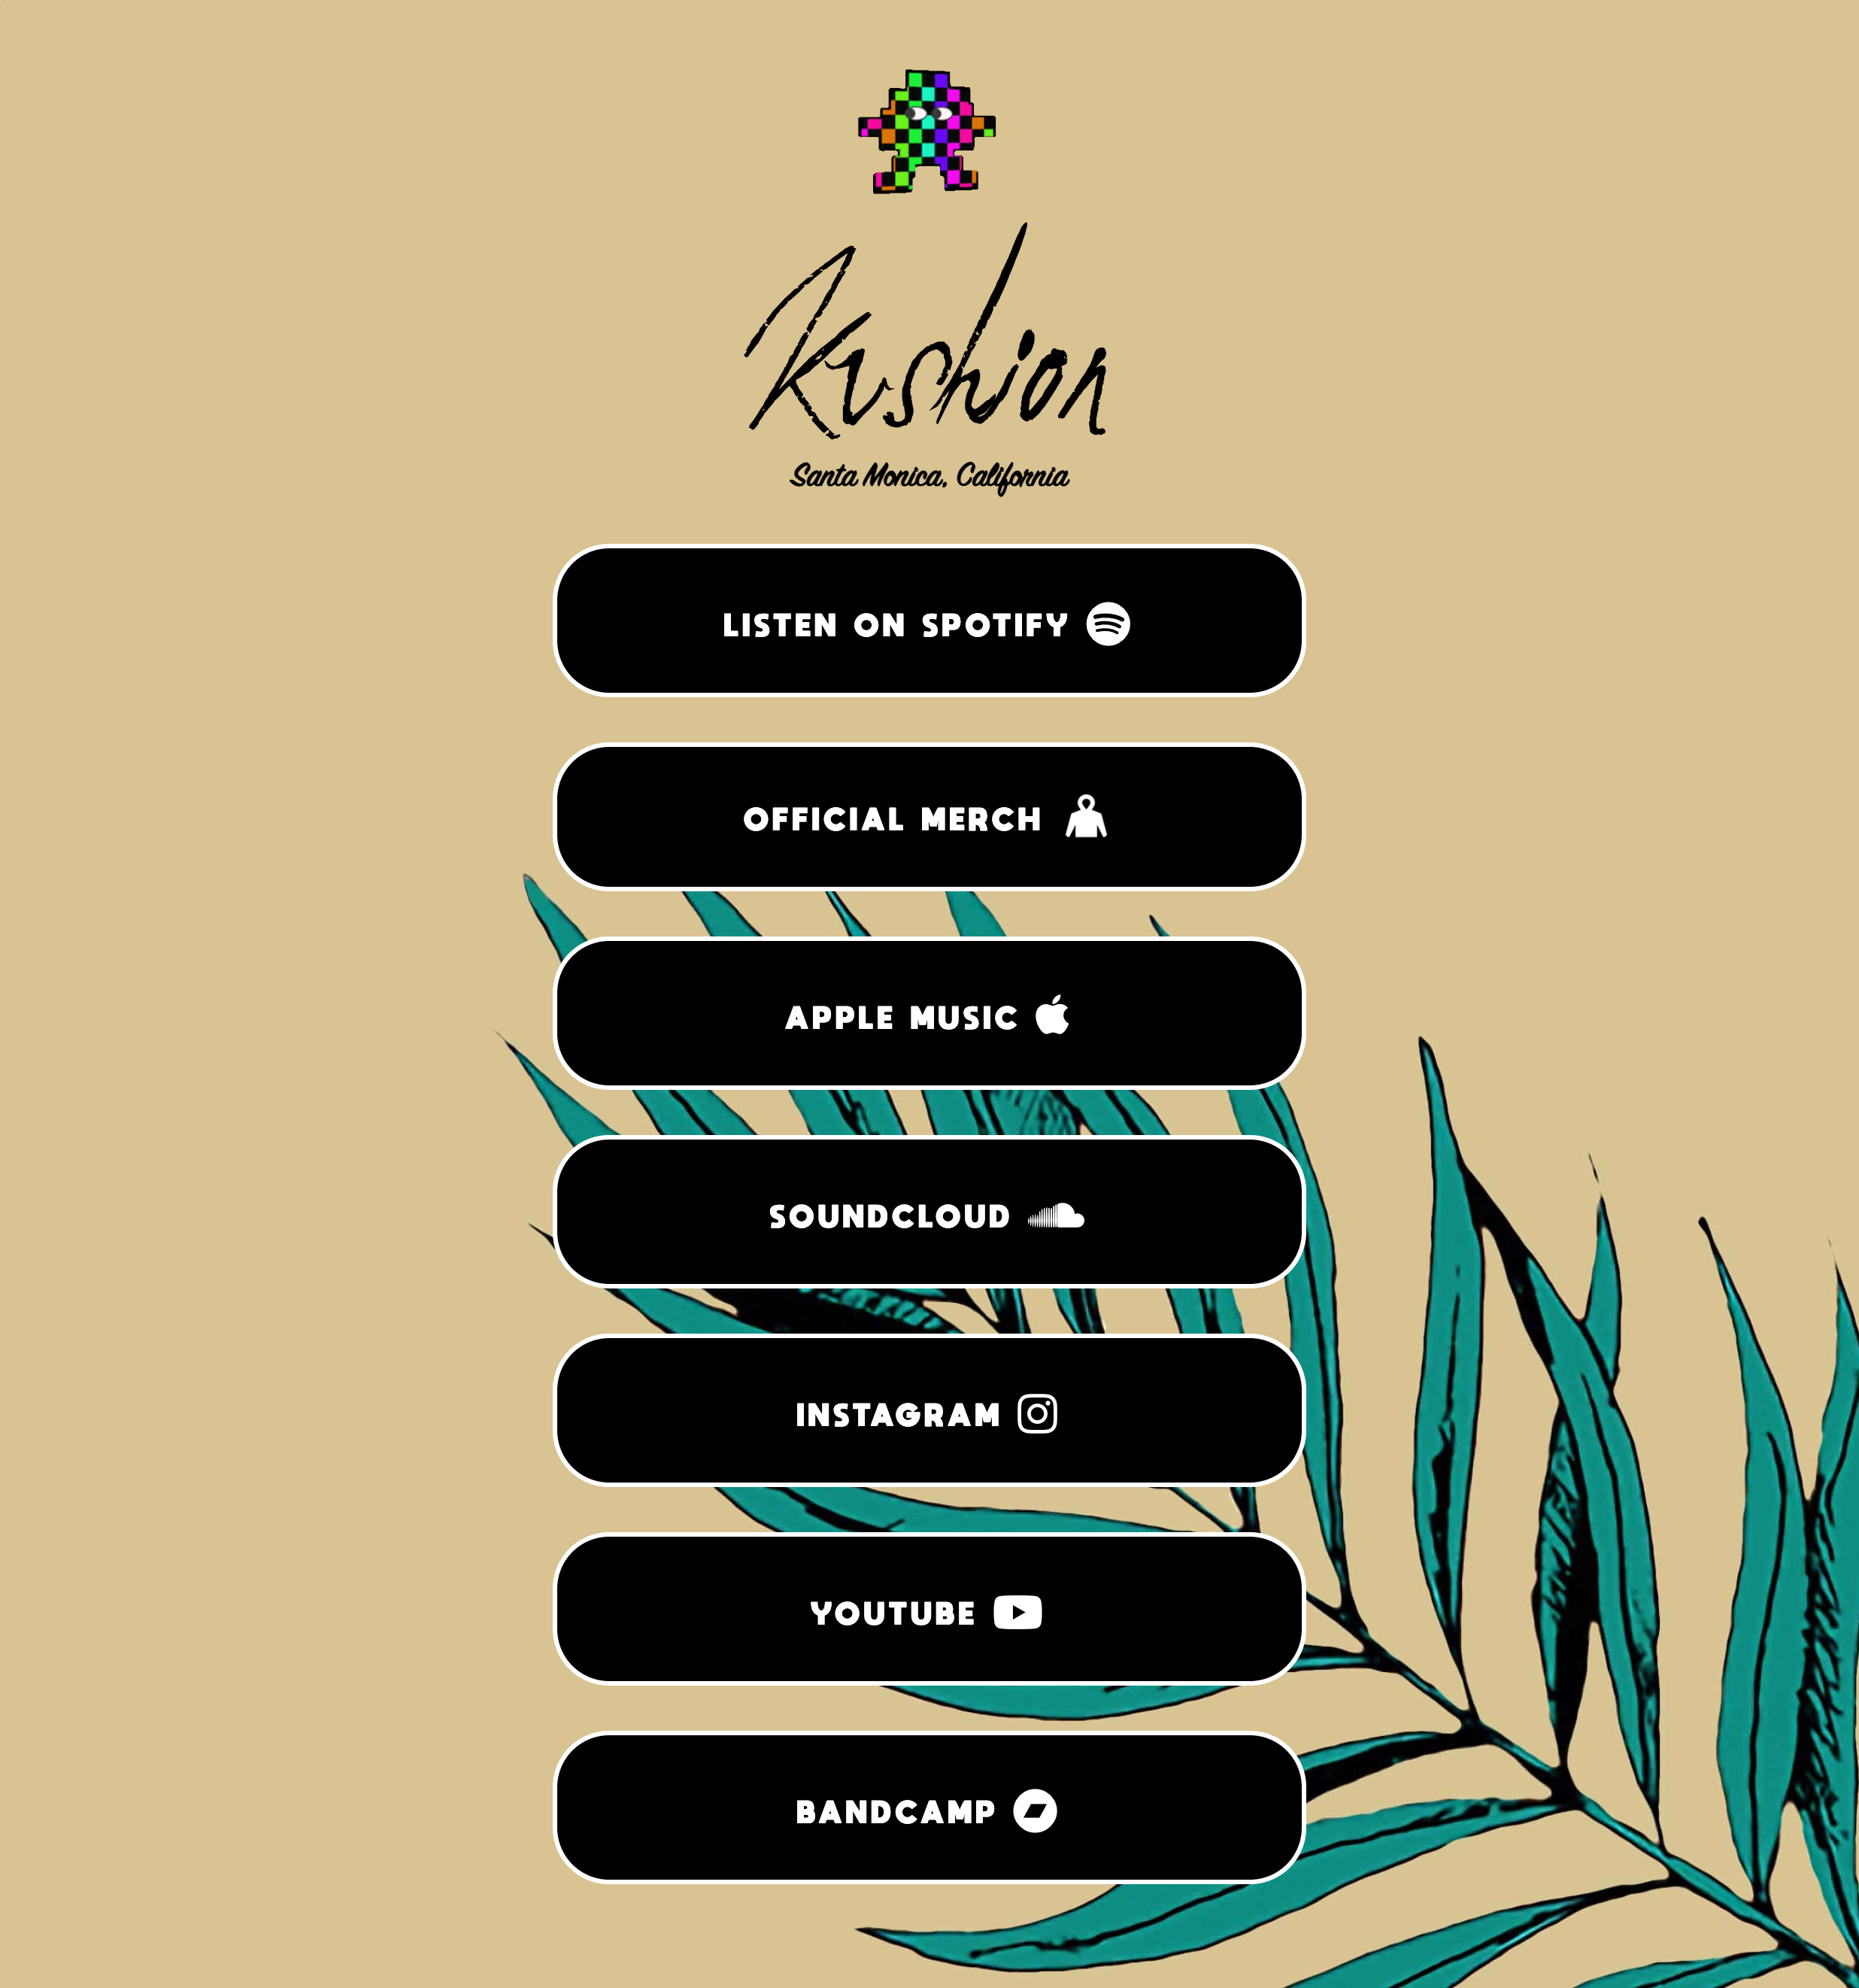 Kushion
Santa Monica, California
LISTEN ON SPOTIFY
OFFICIAL MERCH
APPLE MUSIC
SOUNDCLOUD
INSTAGRAM
YOUTUBE
BANDCAMP